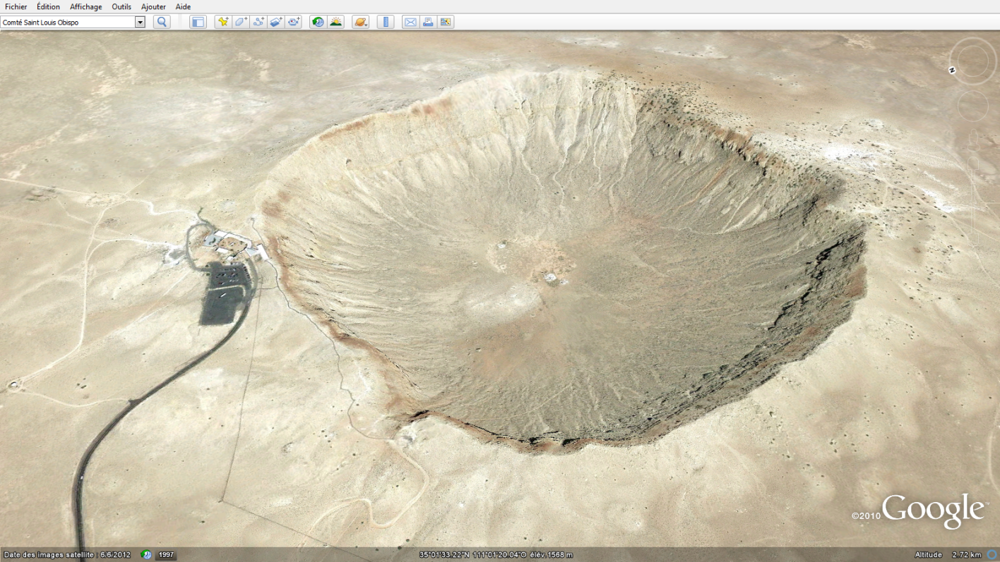 Fichier Édition Affichage Outils Ajouter Aide
Comté Saint Louis Obispo
N
©2010 Google™
Date des images satellite : 6/6/2012 1997 35°01'33.22"N 111°01'20.04"O élév. 1568 m Altitude 2.72 km